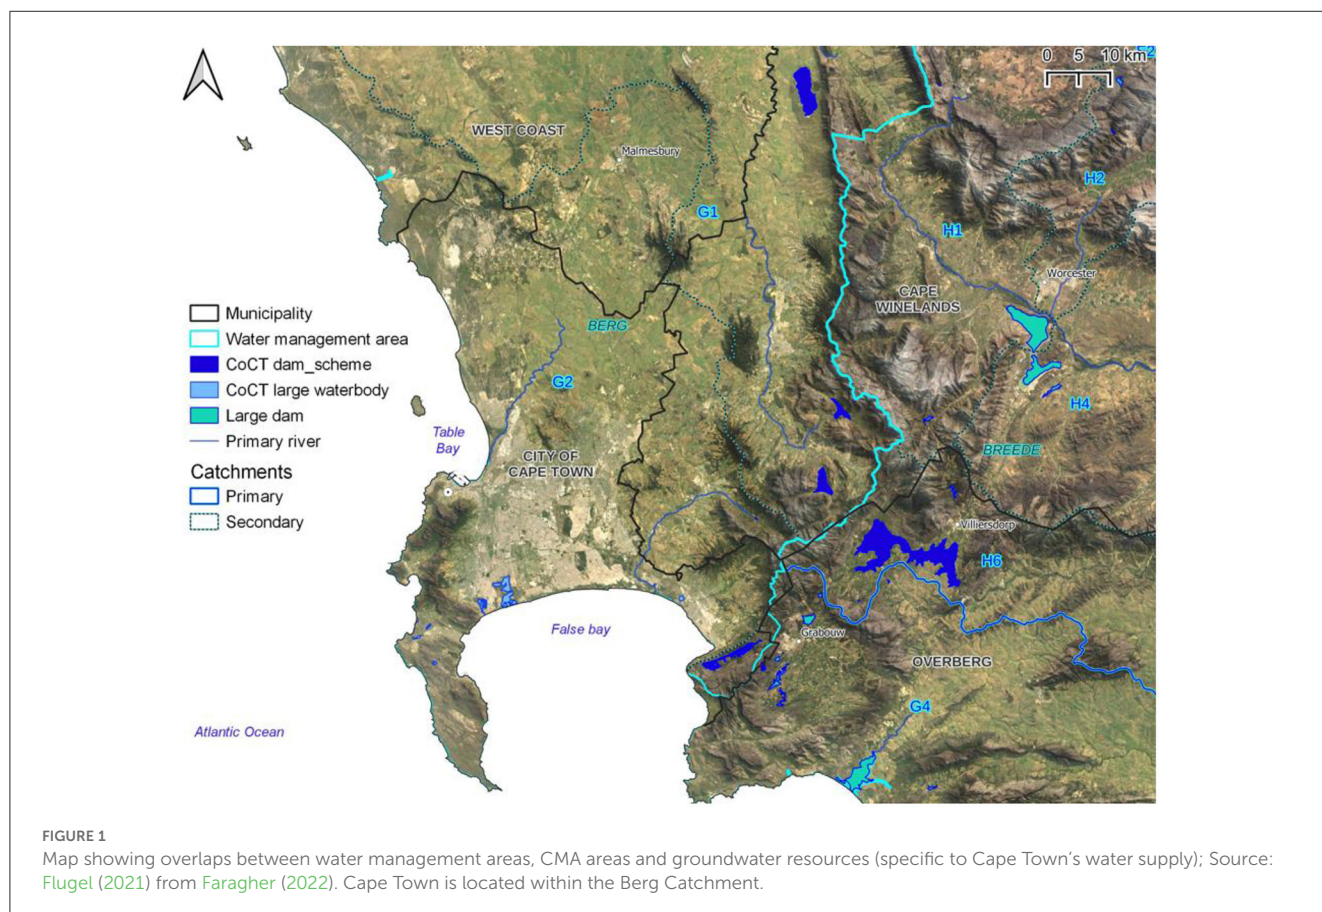 0 5 10 km
WEST COAST
Malmesbury
H2
G1
H1
Worcester
CAPE
WINELANDS
Municipality
Water management area
CoCT dam_scheme
CoCT large waterbody
Large dam
Primary river
Catchments
Primary
Secondary
BERG
G2
H4
Table
Bay
BREEDE
CITY OF
CAPE TOWN
Villiersdorp
H6
False bay
Grabouw
OVERBERG
G4
Atlantic Ocean
FIGURE 1
Map showing overlaps between water management areas, CMA areas and groundwater resources (specific to Cape Town's water supply); Source:
Flugel (2021) from Faragher (2022). Cape Town is located within the Berg Catchment.